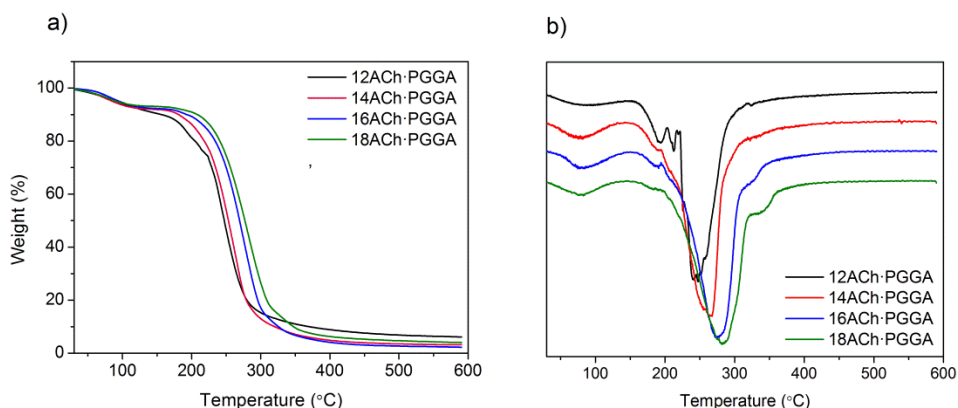 a)
100
80
60
40
20
0
Weight (%)
100
200
300
400
500
600
Temperature (°C)
12ACh·PGGA
14ACh·PGGA
16ACh·PGGA
18ACh·PGGA
,
b)
12ACh·PGGA
14ACh·PGGA
16ACh·PGGA
18ACh·PGGA
100
200
300
400
500
600
Temperature (°C)